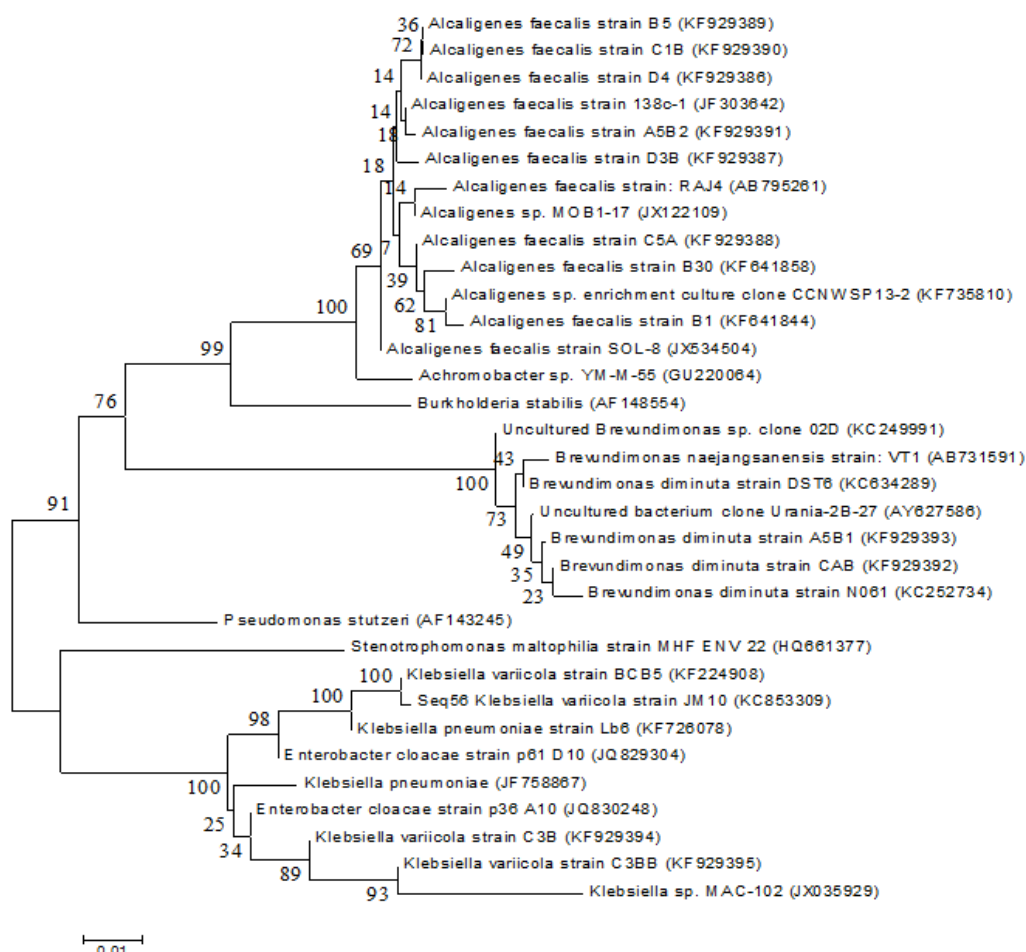 36
Alcaligenes faecalis strain B5 (KF929389)
72
Alcaligenes faecalis strain C1B (KF929390)
14
Alcaligenes faecalis strain D4 (KF929386)
14
Alcaligenes faecalis strain 138c-1 (JF303642)
18
Alcaligenes faecalis strain A5B2 (KF929391)
18
Alcaligenes faecalis strain D3B (KF929387)
14
Alcaligenes faecalis strain: RAJ4 (AB795261)
Alcaligenes sp. MOB1-17 (JX122109)
69
7
Alcaligenes faecalis strain C5A (KF929388)
39
Alcaligenes faecalis strain B30 (KF641858)
100
62
Alcaligenes sp. enrichment culture clone CCNWSP13-2 (KF735810)
81
Alcaligenes faecalis strain B1 (KF641844)
99
Alcaligenes faecalis strain SOL-8 (JX534504)
Achromobacter sp. YM-M-55 (GU220064)
76
Burkholderia stabilis (AF148554)
Uncultured Brevundimonas sp. clone 02D (KC249991)
43
Brevundimonas naejangsanensis strain: VT1 (AB731591)
100
Brevundimonas diminuta strain DST6 (KC634289)
91
73
Uncultured bacterium clone Urania-2B-27 (AY627586)
49
Brevundimonas diminuta strain A5B1 (KF929393)
35
Brevundimonas diminuta strain CAB (KF929392)
23
Brevundimonas diminuta strain N061 (KC252734)
Pseudomonas stutzeri (AF143245)
Stenotrophomonas maltophilia strain MHF ENV 22 (HQ661377)
100
Klebsiella variicola strain BCB5 (KF224908)
100
Seq56 Klebsiella variicola strain JM10 (KC853309)
98
Klebsiella pneumoniae strain Lb6 (KF726078)
Enterobacter cloacae strain p61 D10 (JQ829304)
100
Klebsiella pneumoniae (JF758867)
25
Enterobacter cloacae strain p36 A10 (JQ830248)
34
Klebsiella variicola strain C3B (KF929394)
89
Klebsiella variicola strain C3BB (KF929395)
93
Klebsiella sp. MAC-102 (JX035929)
0.01